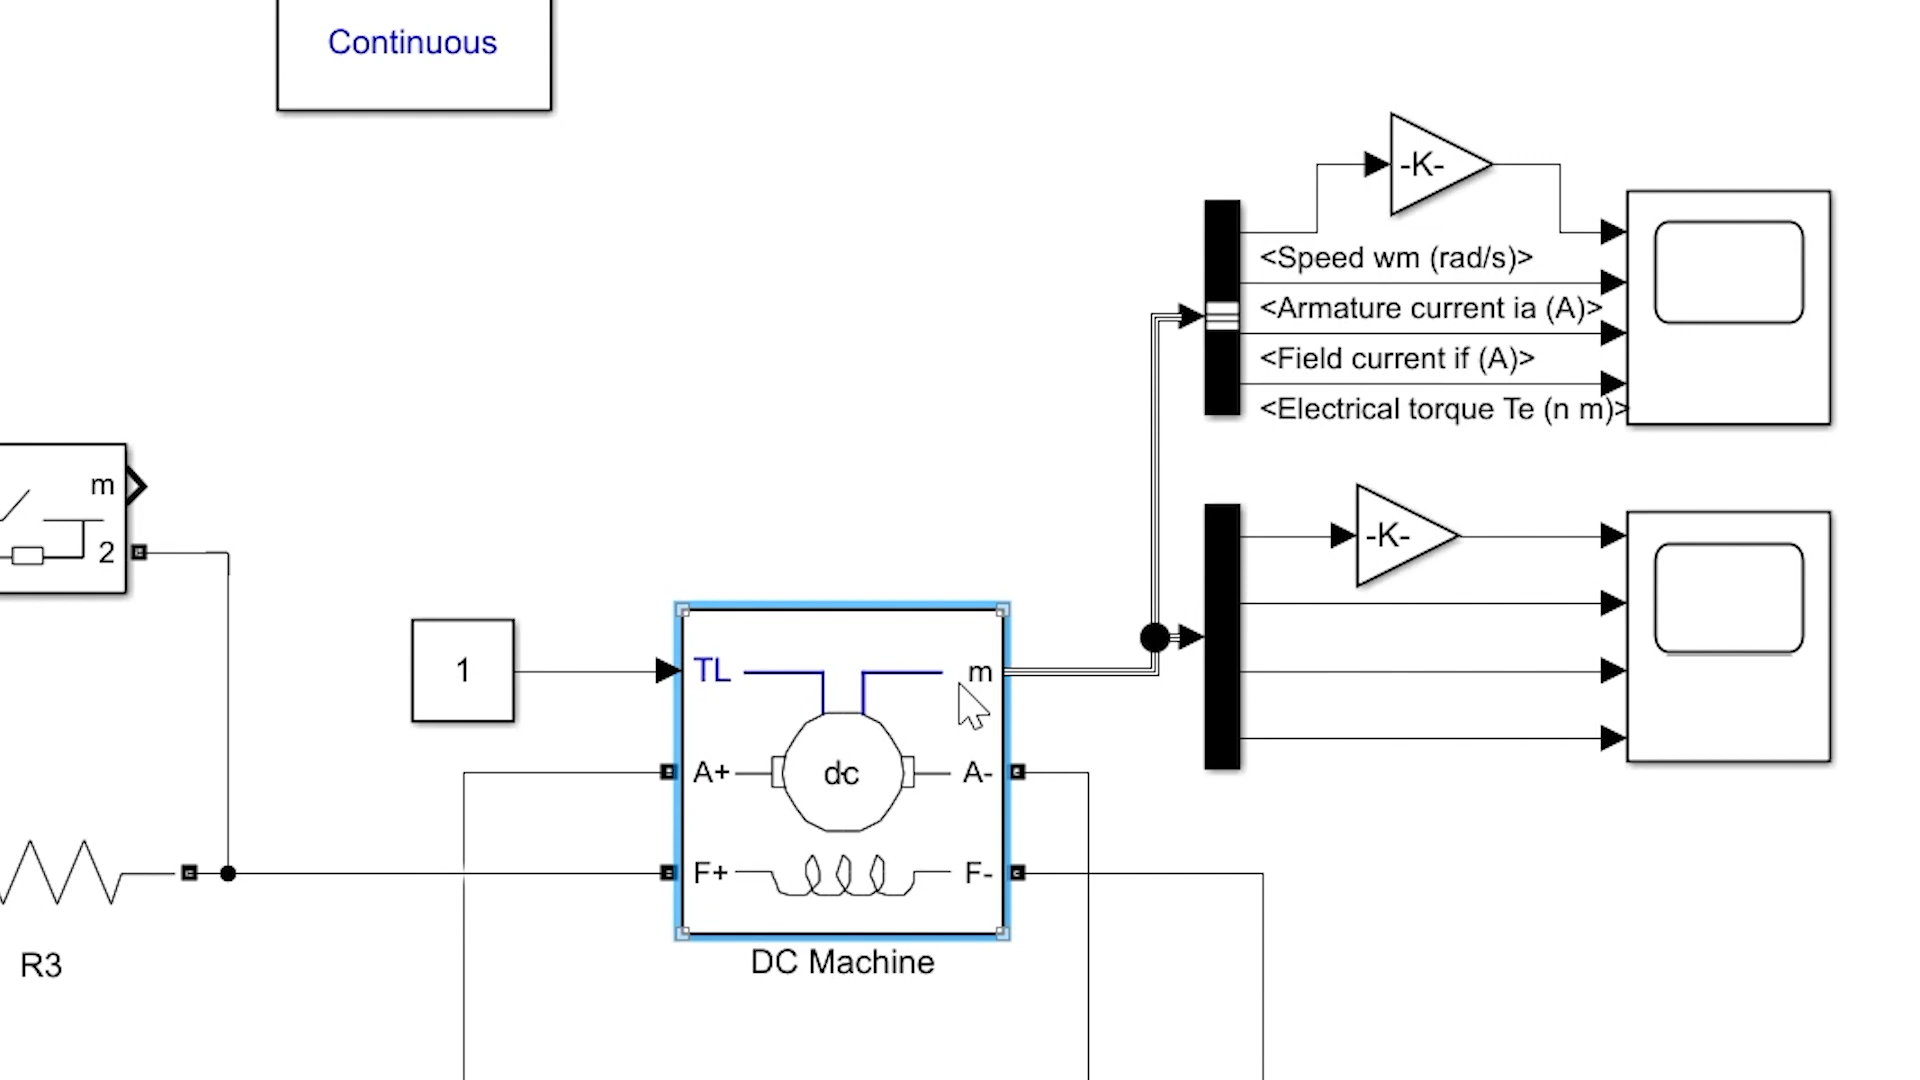 Continuous
-K-
<Speed wm (rad/s)>
<Armature current ia (A)>
<Field current if (A)>
<Electrical torque Te (n m)>
m
2
-K-
1
TL
m
A+
dc
A-
F+
F-
R3
DC Machine